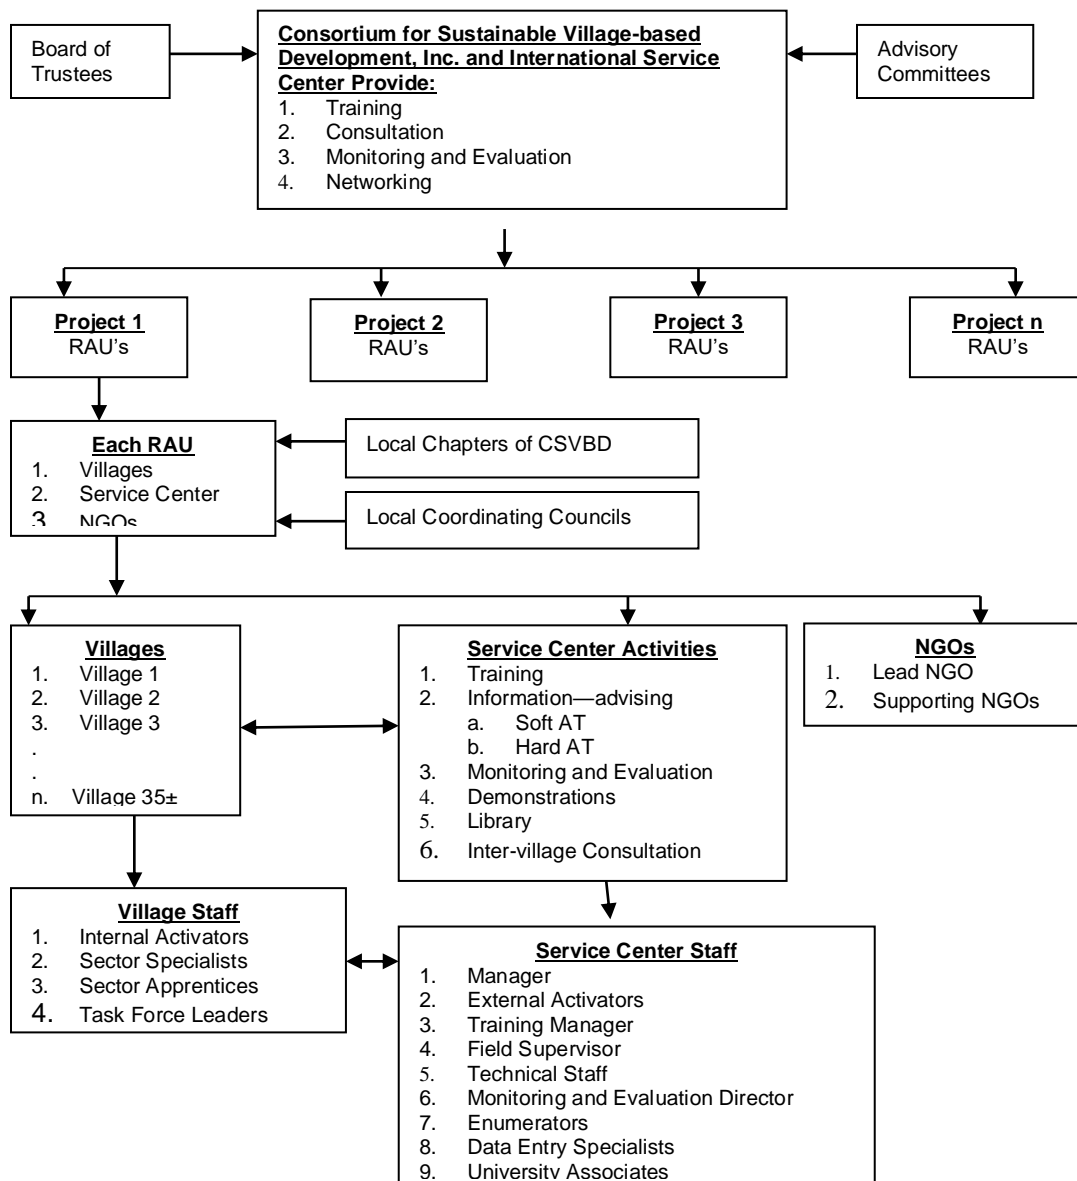 Board of
Trustees
Consortium for Sustainable Village-based
Development, Inc. and International Service
Center Provide:
1. Training
2. Consultation
3. Monitoring and Evaluation
4. Networking
Advisory
Committees
Project 1
RAU’s
Project 2
RAU’s
Project 3
RAU’s
Project n
RAU’s
Each RAU
1. Villages
2. Service Center
3 NGOs
Local Chapters of CSVBD
Local Coordinating Councils
Villages
1. Village 1
2. Village 2
3. Village 3
.
.
n. Village 35±
Service Center Activities
1. Training
2. Information—advising
a. Soft AT
b. Hard AT
3. Monitoring and Evaluation
4. Demonstrations
5. Library
6. Inter-village Consultation
NGOs
1. Lead NGO
2. Supporting NGOs
Village Staff
1. Internal Activators
2. Sector Specialists
3. Sector Apprentices
4. Task Force Leaders
Service Center Staff
1. Manager
2. External Activators
3. Training Manager
4. Field Supervisor
5. Technical Staff
6. Monitoring and Evaluation Director
7. Enumerators
8. Data Entry Specialists
9. University Associates